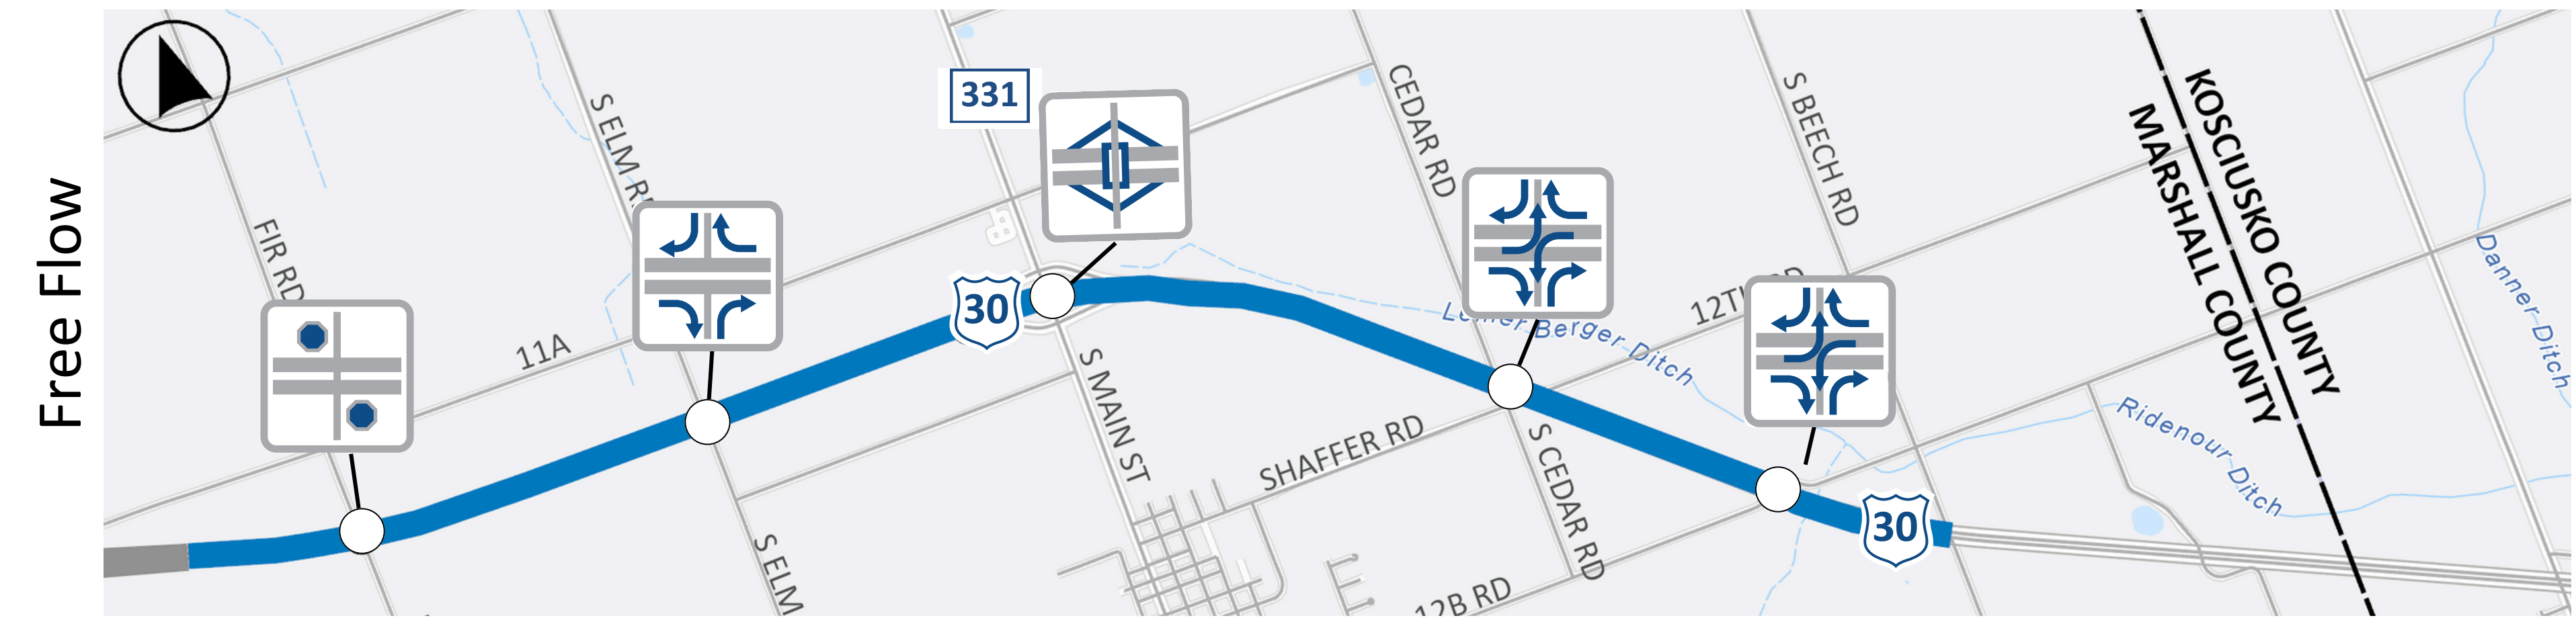 Free Flow
FIR RD
11A
S ELM RD
S ELM
331
30
S MAIN ST
SHAFFER RD
CEDAR RD
S CEDAR RD
12B RD
Berger Ditch
S BEECH RD
30
KOSCIUSKO COUNTY
MARSHALL COUNTY
Ridenour Ditch
Danner Ditch